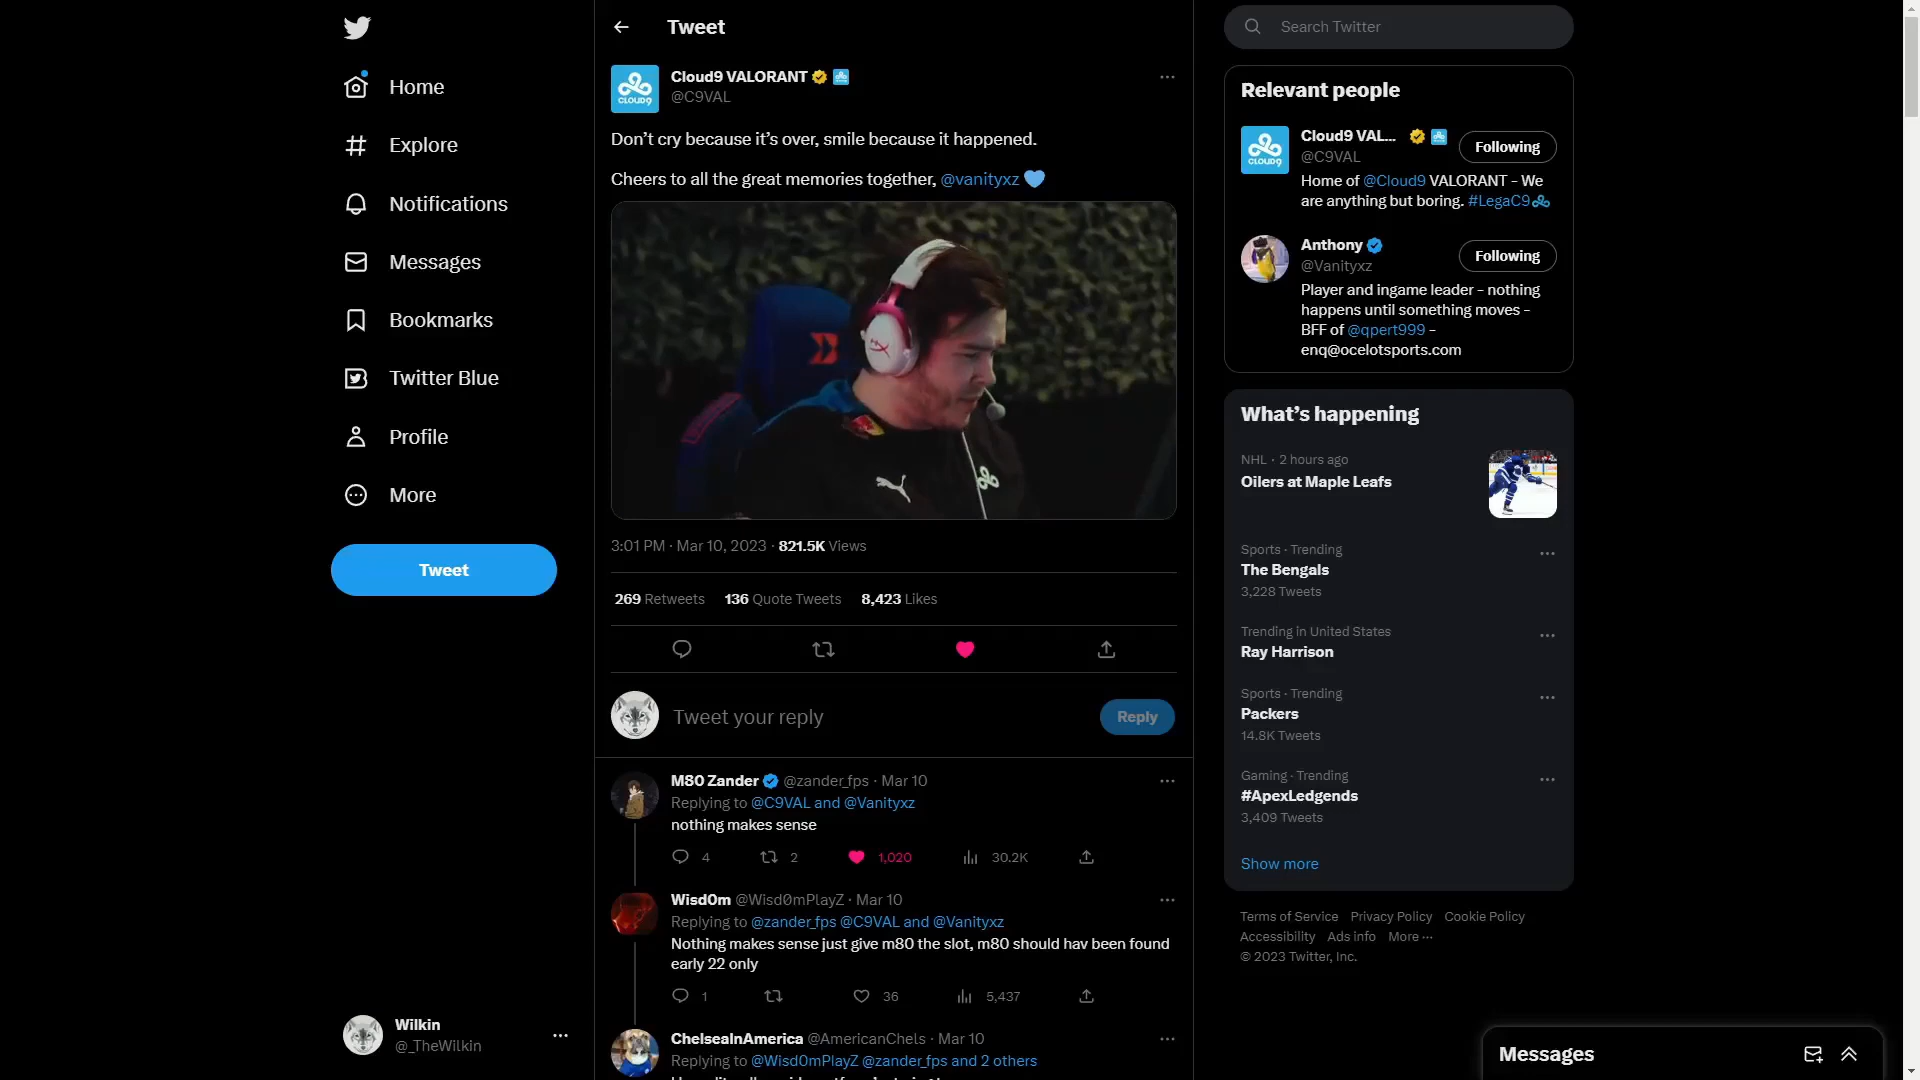 Home
Explore
Notifications
Messages
Bookmarks
Twitter Blue
Profile
More
Tweet
Wilkin
@_TheWilkin
Tweet
Cloud9 VALORANT
@C9VAL
Don’t cry because it’s over, smile because it happened.
Cheers to all the great memories together, @vanityxz
3:01 PM · Mar 10, 2023 · 821.5K Views
269 Retweets 136 Quote Tweets 8,423 Likes
Tweet your reply
Reply
M80 Zander @zander_fps · Mar 10
Replying to @C9VAL and @Vanityxz
nothing makes sense
4 2 1,020 30.2K
Wisd0m @Wisd0mPlayZ · Mar 10
Replying to @zander_fps @C9VAL and @Vanityxz
Nothing makes sense just give m80 the slot, m80 should hav been found
early 22 only
1 36 5,437
ChelseaInAmerica @AmericanChels · Mar 10
Replying to @Wisd0mPlayZ @zander_fps and 2 others
Search Twitter
Relevant people
Cloud9 VAL...
@C9VAL
Following
Home of @Cloud9 VALORANT - We
are anything but boring. #LegaC9
Anthony
@Vanityxz
Following
Player and ingame leader - nothing
happens until something moves -
BFF of @qpert999 -
enq@ocelotsports.com
What’s happening
NHL · 2 hours ago
Oilers at Maple Leafs
Sports · Trending
The Bengals
3,228 Tweets
Trending in United States
Ray Harrison
Sports · Trending
Packers
14.8K Tweets
Gaming · Trending
#ApexLedgends
3,409 Tweets
Show more
Terms of Service Privacy Policy Cookie Policy
Accessibility Ads info More ...
© 2023 Twitter, Inc.
Messages
CLOUD9
CLOUD9